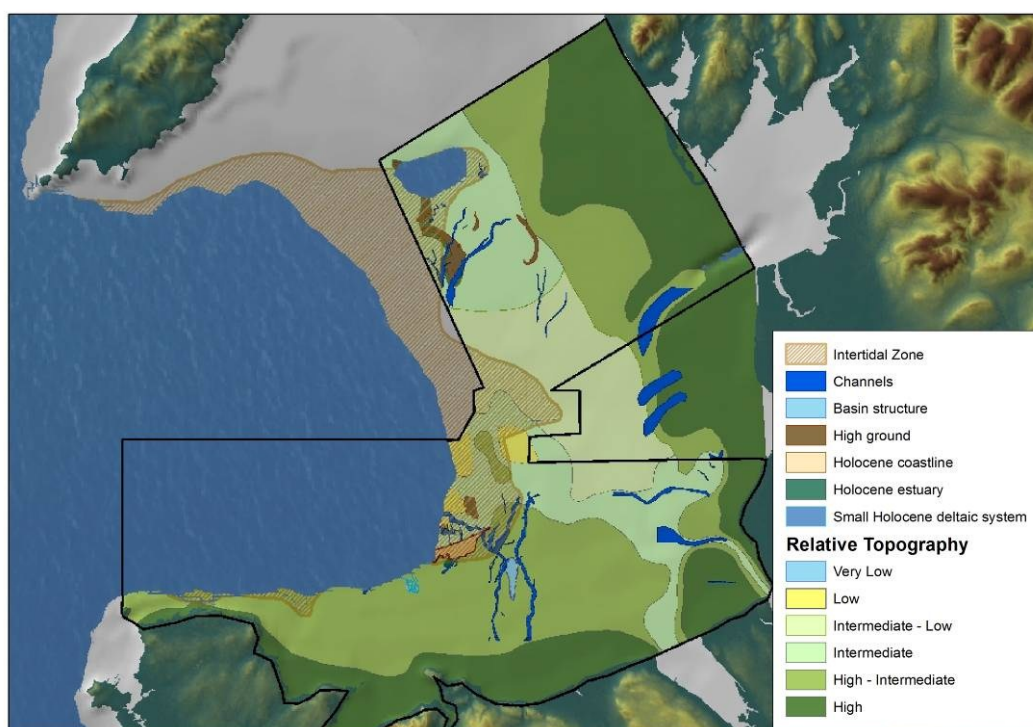 Intertidal Zone
Channels
Basin structure
High ground
Holocene coastline
Holocene estuary
Small Holocene deltaic system
Relative Topography
Very Low
Low
Intermediate - Low
Intermediate
High - Intermediate
High